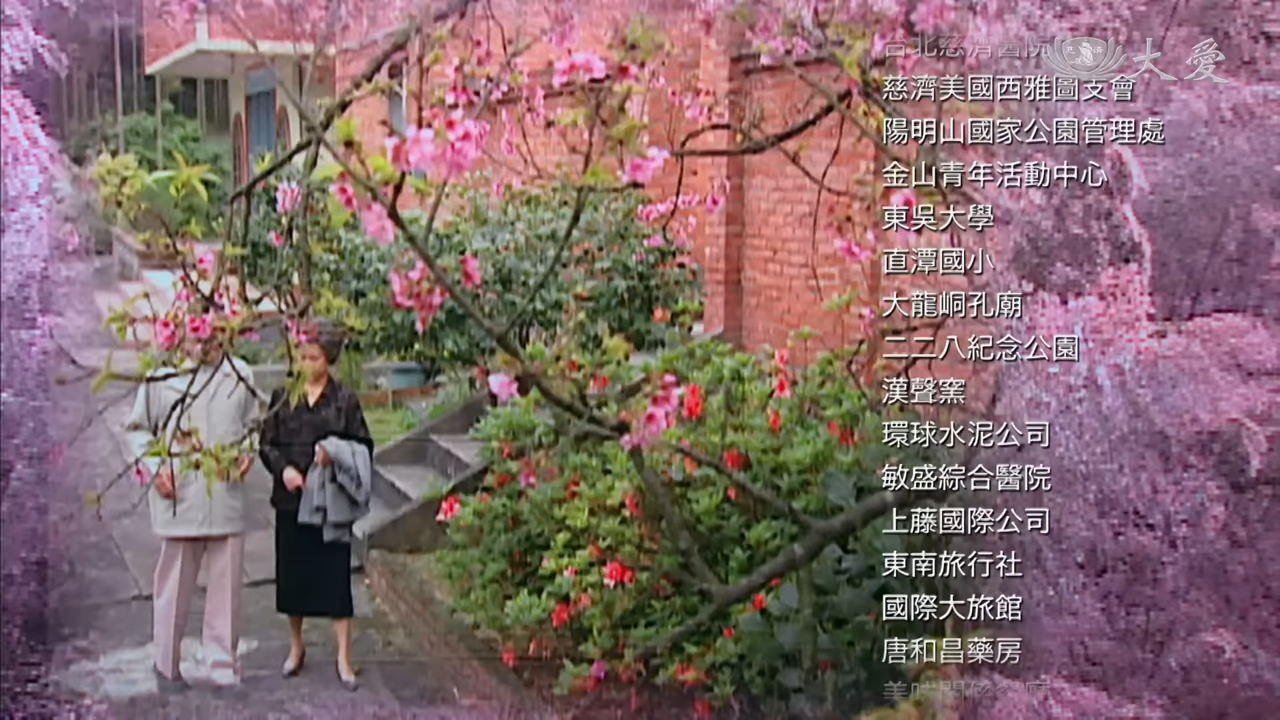 台北慈濟醫院
大愛
慈濟美國西雅圖支會
陽明山國家公園管理處
金山青年活動中心
東吳大學
直潭國小
大龍峒孔廟
二二八紀念公園
漢聲窯
環球水泥公司
敏盛綜合醫院
上藤國際公司
東南旅行社
國際大旅館
唐和昌藥房